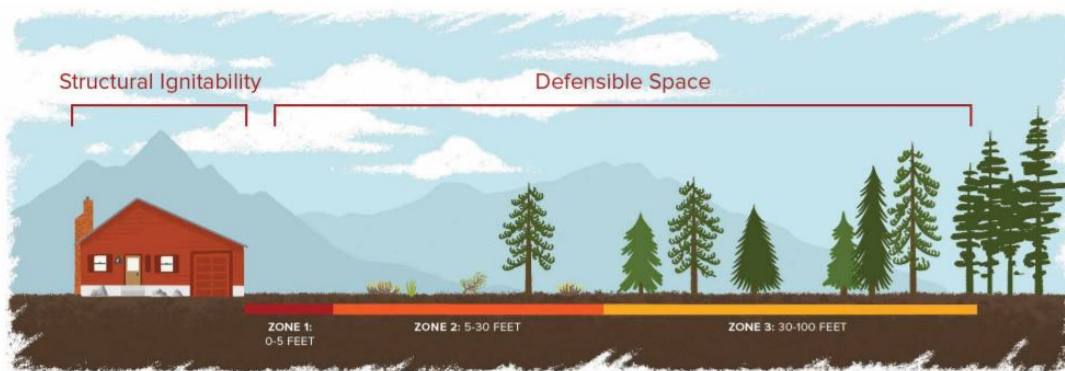 Structural Ignitability
Defensible Space
ZONE 1:
0-5 FEET
ZONE 2: 5-30 FEET
ZONE 3: 30-100 FEET